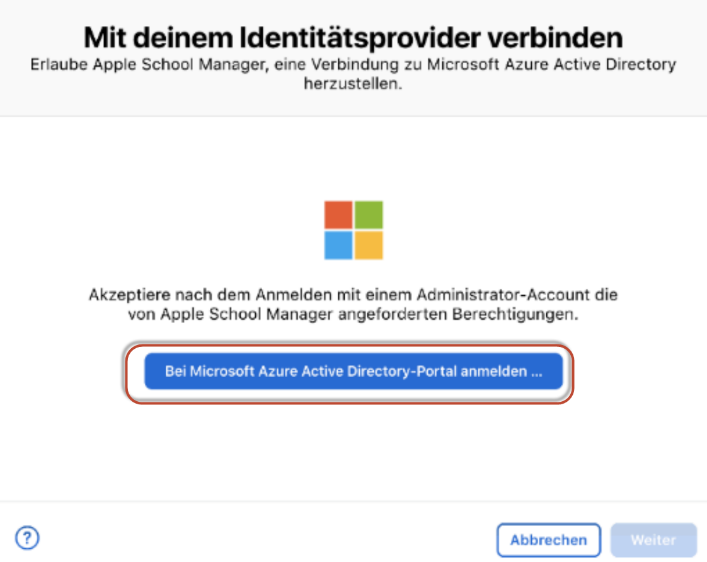 Mit deinem Identitätsprovider verbinden
Erlaube Apple School Manager, eine Verbindung zu Microsoft Azure Active Directory
herzustellen.
Akzeptiere nach dem Anmelden mit einem Administrator-Account die
von Apple School Manager angeforderten Berechtigungen.
Bei Microsoft Azure Active Directory-Portal anmelden ...
?
Abbrechen
Weiter